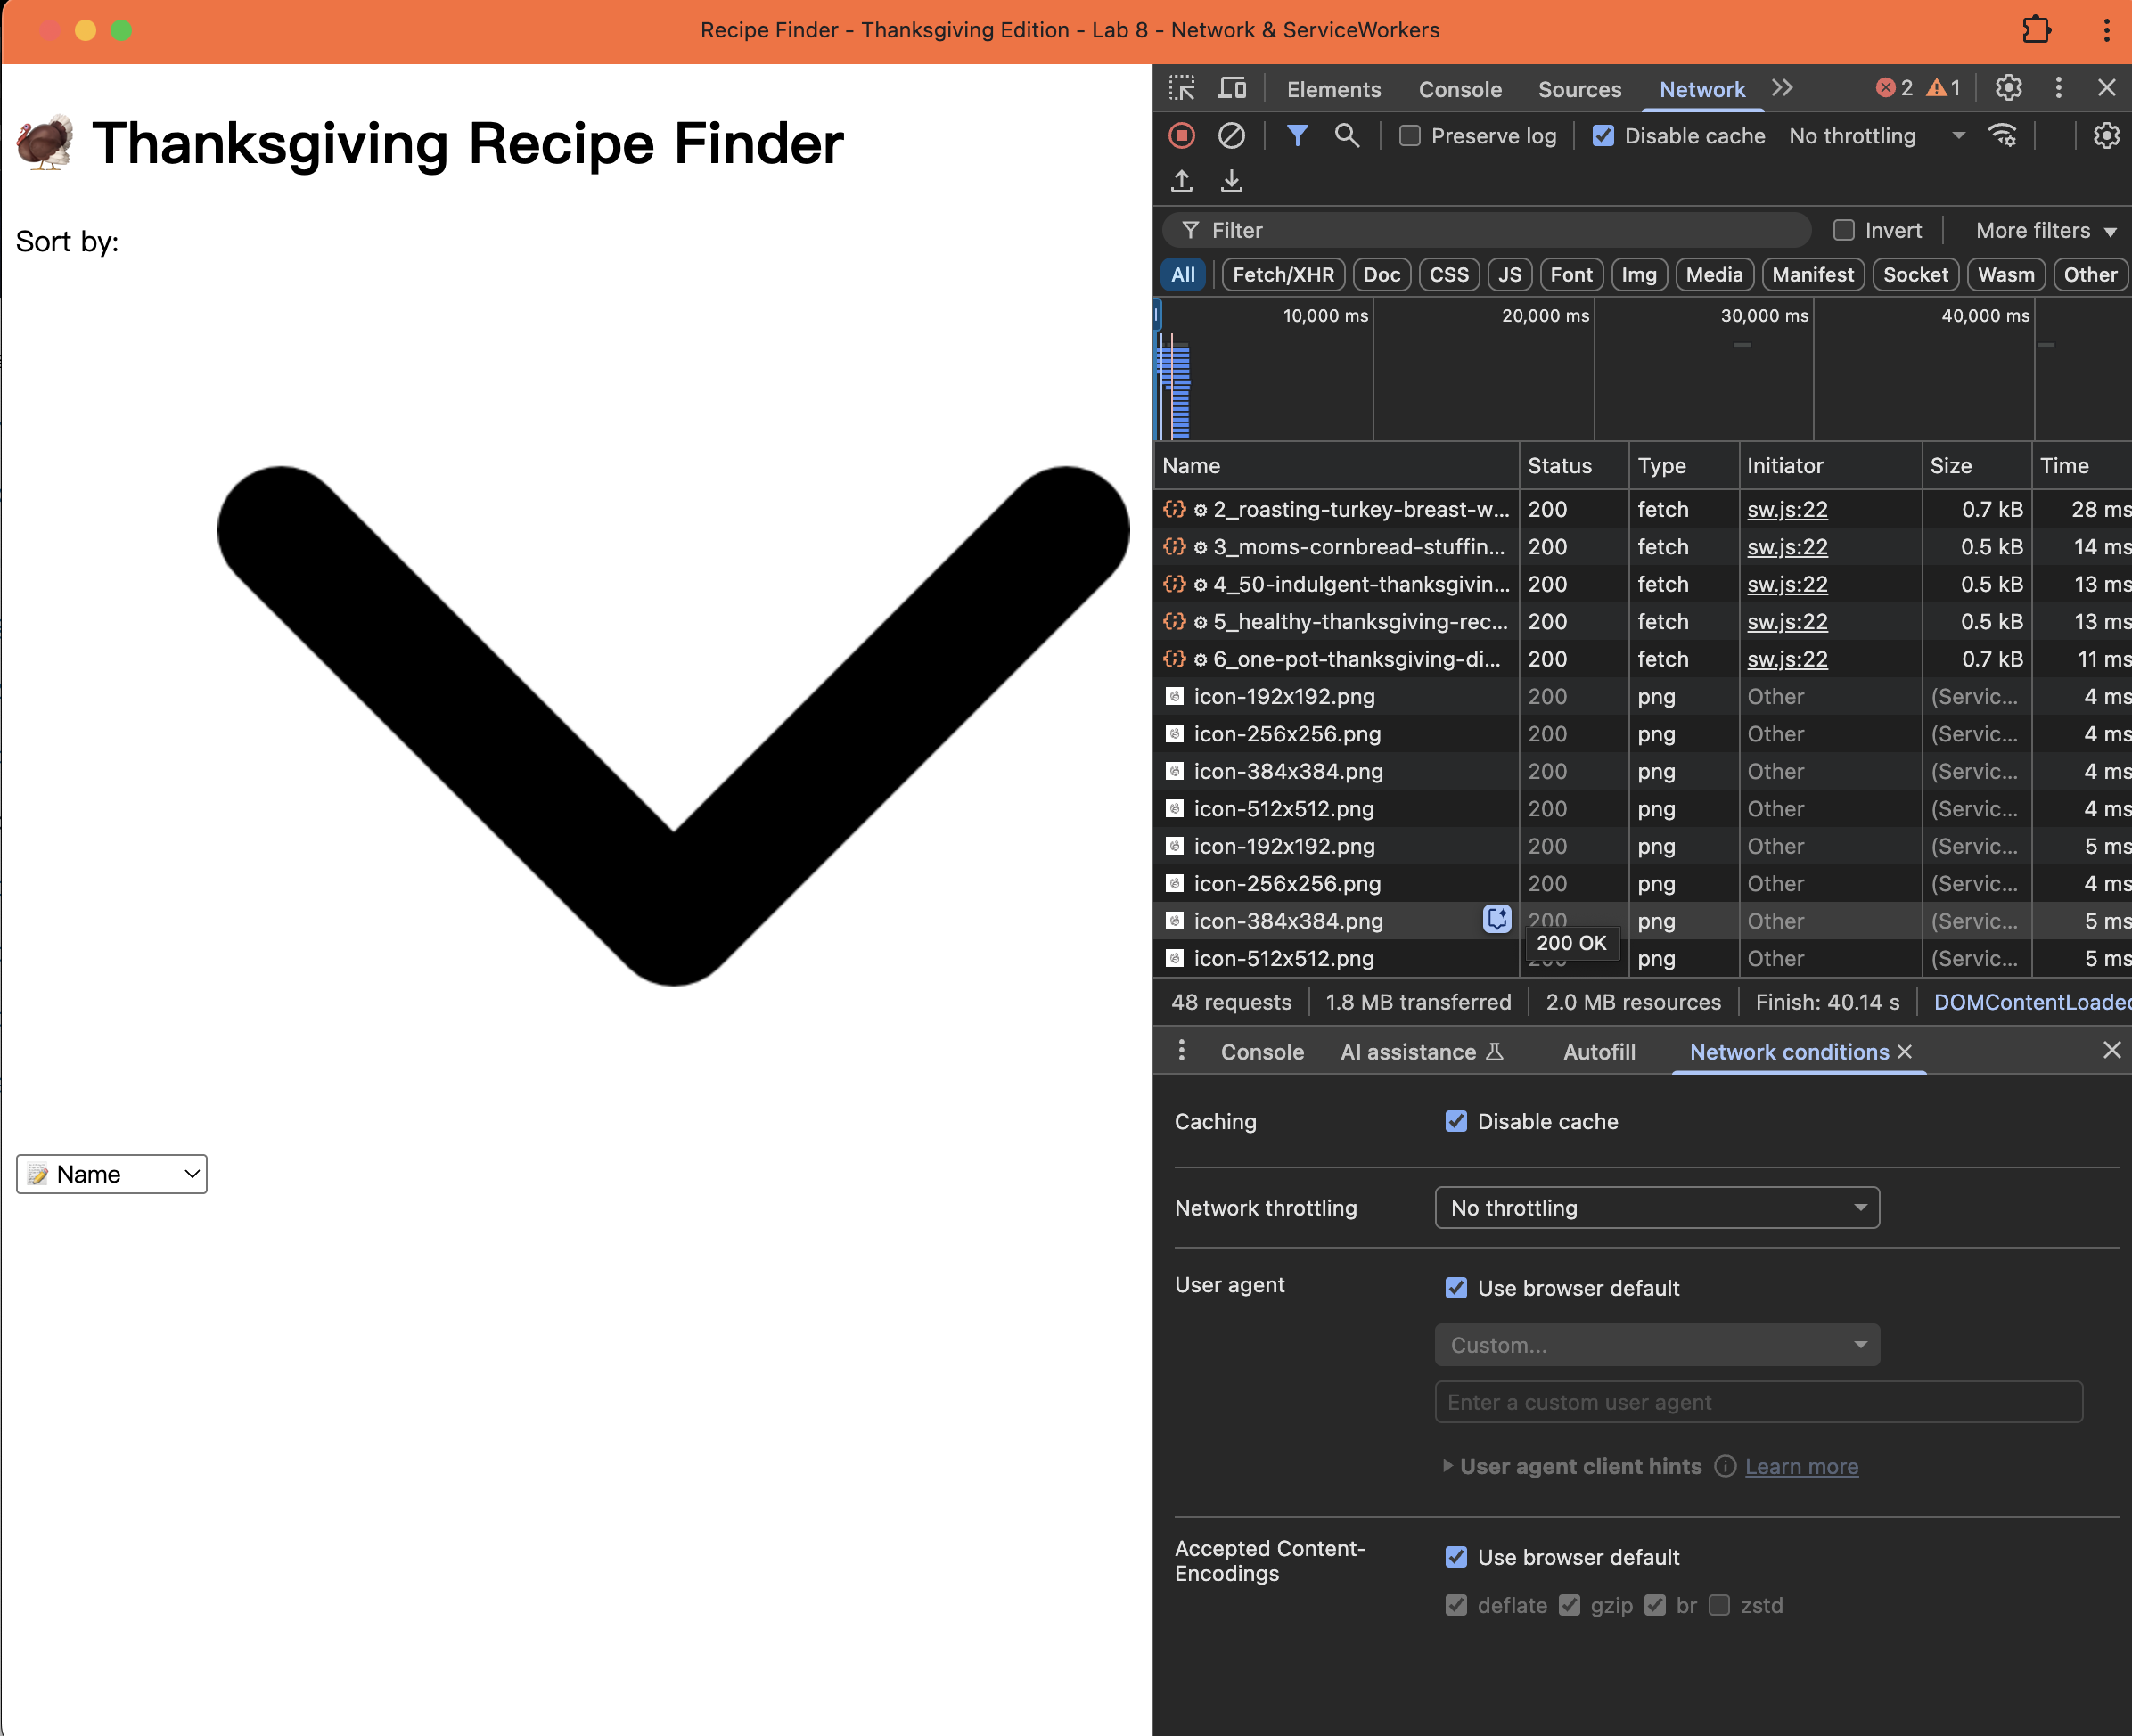 Recipe Finder - Thanksgiving Edition - Lab 8 - Network & ServiceWorkers
Thanksgiving Recipe Finder
Sort by:
Name
Elements Console Sources Network 2 1
Preserve log Disable cache No throttling
Filter Invert More filters
All Fetch/XHR Doc CSS JS Font Img Media Manifest Socket Wasm Other
10,000 ms 20,000 ms 30,000 ms 40,000 ms
Name Status Type Initiator Size Time
2_roasting-turkey-breast-w... 200 fetch sw.js:22 0.7 kB 28 ms
3_moms-cornbread-stuffin... 200 fetch sw.js:22 0.5 kB 14 ms
4_50-indulgent-thanksgivin... 200 fetch sw.js:22 0.5 kB 13 ms
5_healthy-thanksgiving-rec... 200 fetch sw.js:22 0.5 kB 13 ms
6_one-pot-thanksgiving-di... 200 fetch sw.js:22 0.7 kB 11 ms
icon-192x192.png 200 png Other (Servic... 4 ms
icon-256x256.png 200 png Other (Servic... 4 ms
icon-384x384.png 200 png Other (Servic... 4 ms
icon-512x512.png 200 png Other (Servic... 4 ms
icon-192x192.png 200 png Other (Servic... 5 ms
icon-256x256.png 200 png Other (Servic... 4 ms
icon-384x384.png 200 png Other (Servic... 5 ms
200 OK
icon-512x512.png 200 png Other (Servic... 5 ms
48 requests 1.8 MB transferred 2.0 MB resources Finish: 40.14 s DOMContentLoaded
Console AI assistance Autofill Network conditions
Caching Disable cache
Network throttling No throttling
User agent Use browser default
Custom...
Enter a custom user agent
User agent client hints Learn more
Accepted Content-
Encodings
Use browser default
deflate gzip br zstd